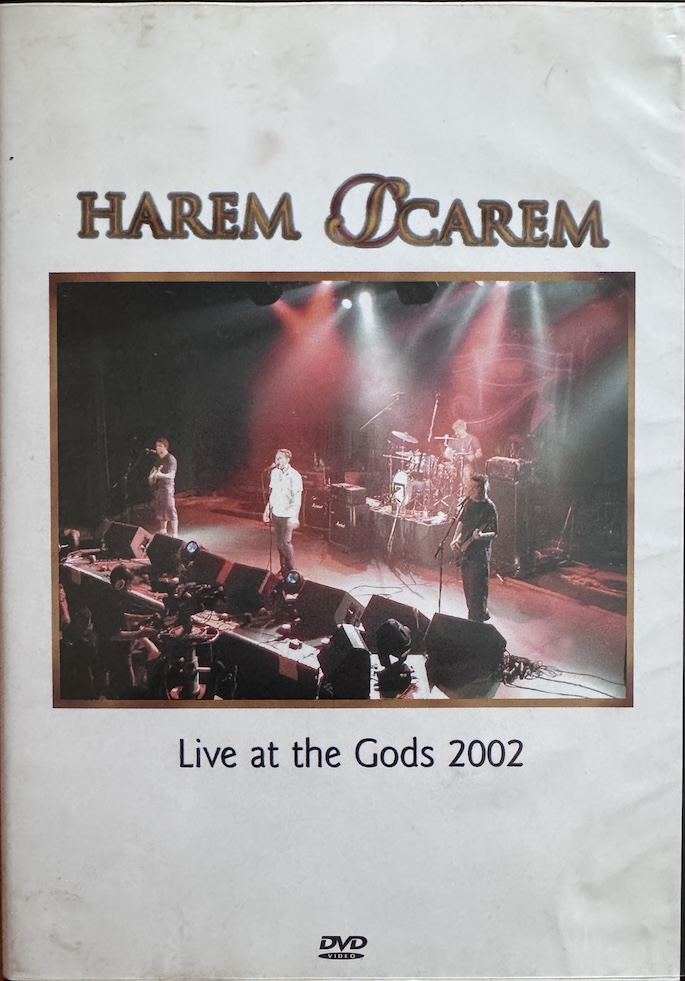 HAREM SCAREM
Live at the Gods 2002
DVD
VIDEO